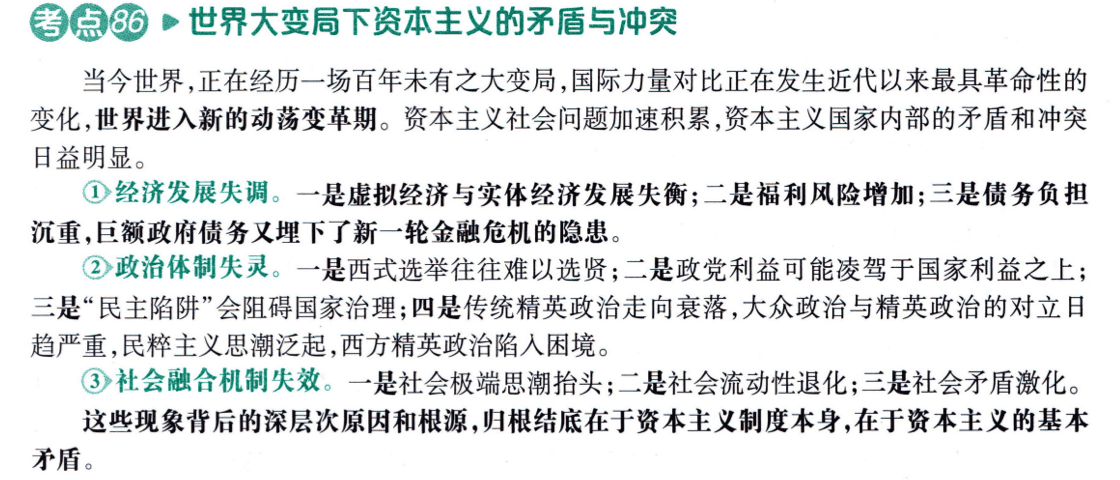 考点86 ▶ 世界大变局下资本主义的矛盾与冲突
当今世界,正在经历一场百年未有之大变局,国际力量对比正在发生近代以来最具革命性的
变化,世界进入新的动荡变革期。资本主义社会问题加速积累,资本主义国家内部的矛盾和冲突
日益明显。
①经济发展失调。一是虚拟经济与实体经济发展失衡;二是福利风险增加;三是债务负担
沉重,巨额政府债务又埋下了新一轮金融危机的隐患。
②政治体制失灵。一是西式选举往往难以选贤;二是政党利益可能凌驾于国家利益之上;
三是“民主陷阱”会阻碍国家治理;四是传统精英政治走向衰落,大众政治与精英政治的对立日
趋严重,民粹主义思潮泛起,西方精英政治陷入困境。
③社会融合机制失效。一是社会极端思潮抬头;二是社会流动性退化;三是社会矛盾激化。
这些现象背后的深层次原因和根源,归根结底在于资本主义制度本身,在于资本主义的基本
矛盾。